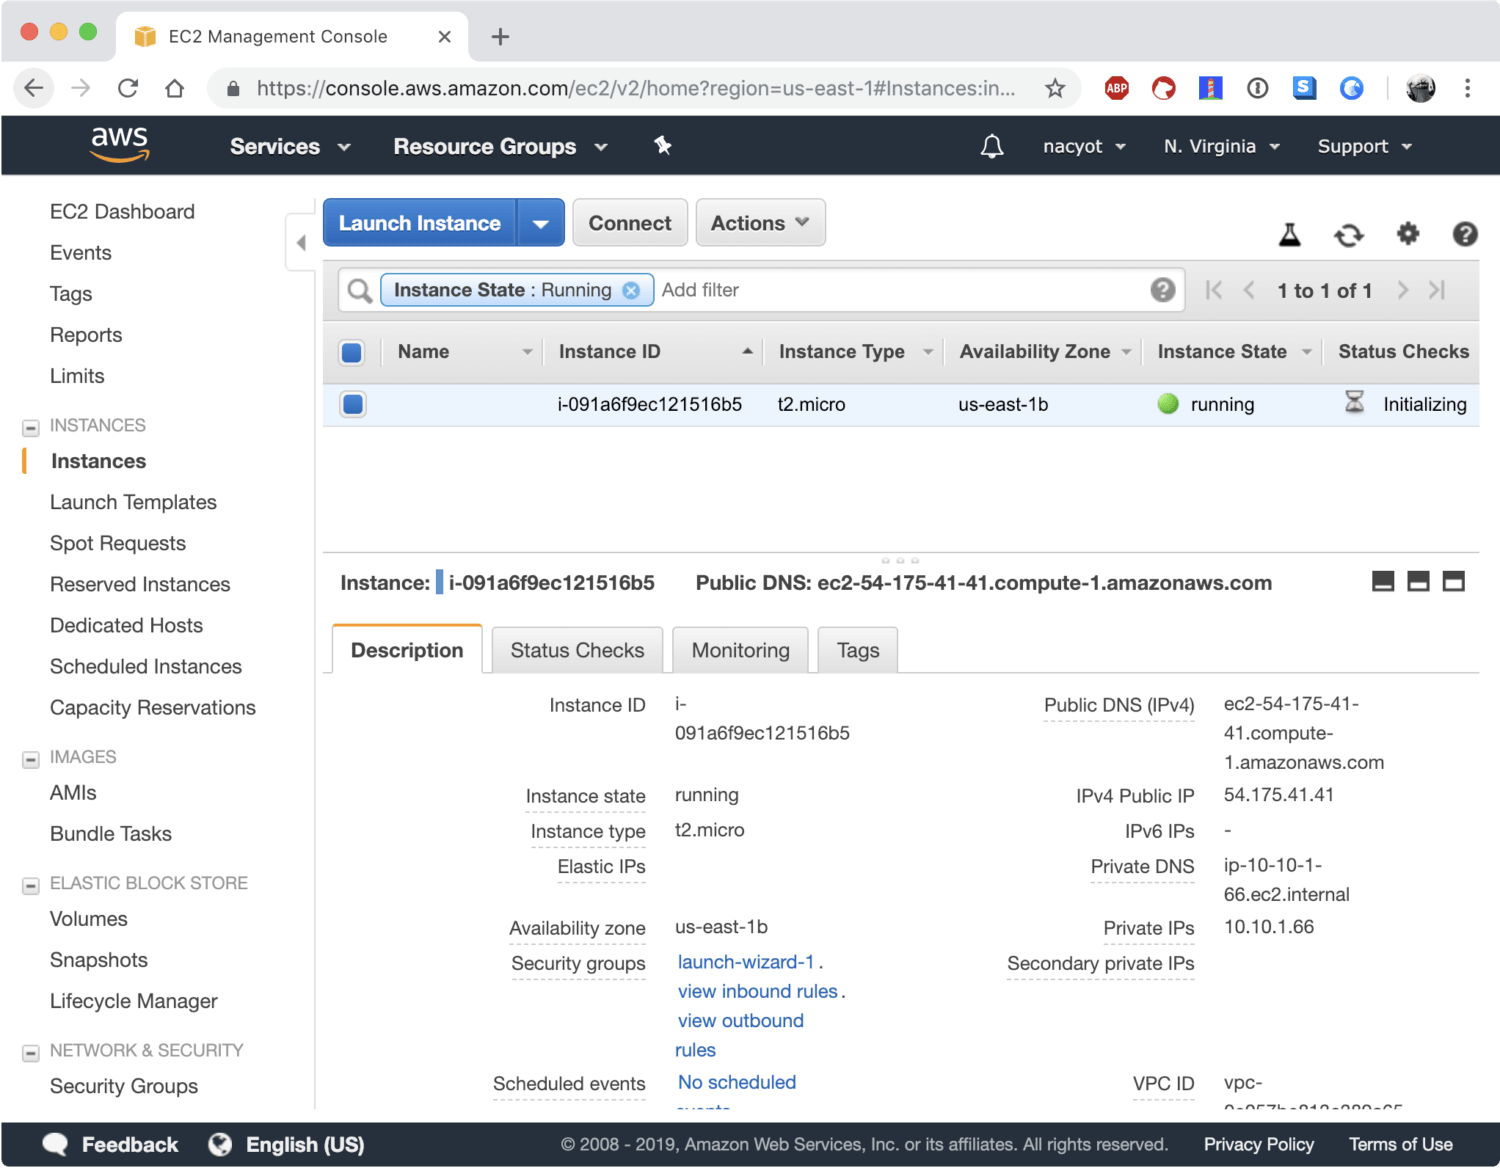 EC2 Management Console
https://console.aws.amazon.com/ec2/v2/home?region=us-east-1#Instances:in...
ABP
S
aws
Services
Resource Groups
nacyot
N. Virginia
Support
EC2 Dashboard
Events
Tags
Reports
Limits
INSTANCES
Instances
Launch Templates
Spot Requests
Reserved Instances
Dedicated Hosts
Scheduled Instances
Capacity Reservations
IMAGES
AMIs
Bundle Tasks
ELASTIC BLOCK STORE
Volumes
Snapshots
Lifecycle Manager
NETWORK & SECURITY
Security Groups
Launch Instance
Connect
Actions
Instance State : Running
Add filter
1 to 1 of 1
Name
Instance ID
Instance Type
Availability Zone
Instance State
Status Checks
i-091a6f9ec121516b5
t2.micro
us-east-1b
running
Initializing
Instance: i-091a6f9ec121516b5
Public DNS: ec2-54-175-41-41.compute-1.amazonaws.com
Description
Status Checks
Monitoring
Tags
Instance ID
i-
091a6f9ec121516b5
Instance state
running
Instance type
t2.micro
Elastic IPs
Availability zone
us-east-1b
Security groups
launch-wizard-1 .
view inbound rules .
view outbound
rules
Scheduled events
No scheduled
events
Public DNS (IPv4)
ec2-54-175-41-
41.compute-
1.amazonaws.com
IPv4 Public IP
54.175.41.41
IPv6 IPs
-
Private DNS
ip-10-10-1-
66.ec2.internal
Private IPs
10.10.1.66
Secondary private IPs
VPC ID
vpc-
Feedback
English (US)
© 2008 - 2019, Amazon Web Services, Inc. or its affiliates. All rights reserved.
Privacy Policy
Terms of Use